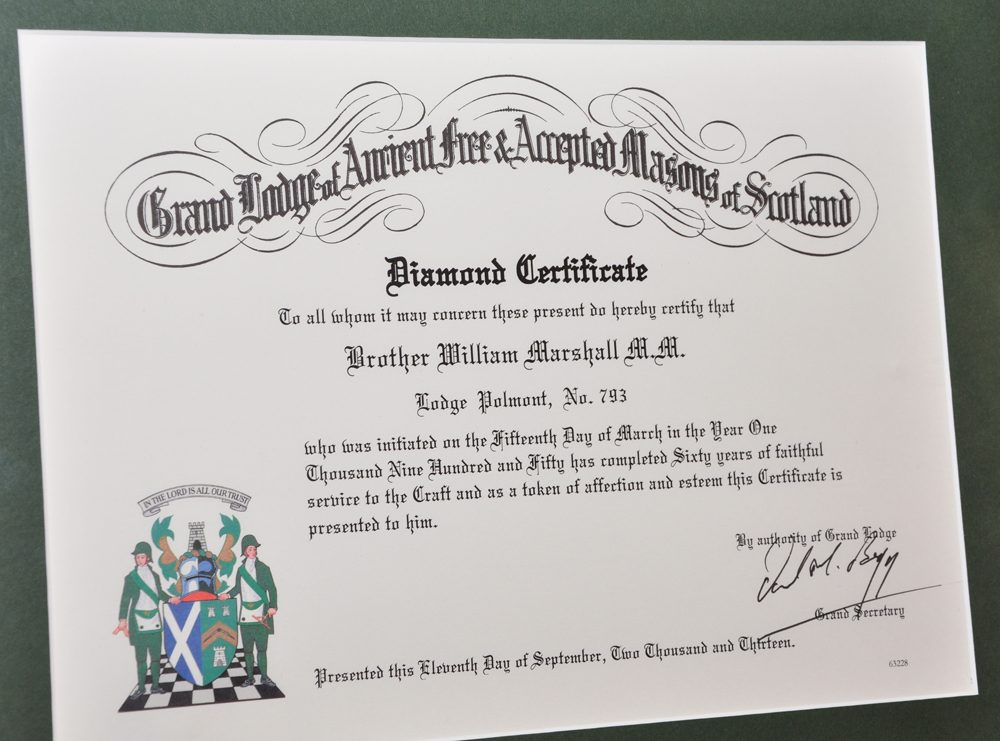 Grand Lodge of Ancient Free & Accepted Masons of Scotland
Diamond Certificate
To all whom it may concern these present do hereby certify that
Brother William Marshall M.M.
Lodge Polmont, No. 793
who was initiated on the Fifteenth Day of March in the Year One
Thousand Nine Hundred and Fifty has completed Sixty years of faithful
service to the Craft and as a token of affection and esteem this Certificate is
presented to him.
IN THE LORD IS ALL OUR TRUST
By authority of Grand Lodge
Grand Secretary
Presented this Eleventh Day of September, Two Thousand and Thirteen.
63228